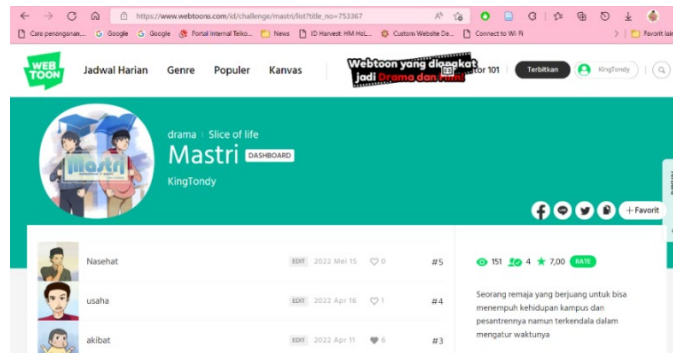 https://www.webtoons.com/id/challenge/mastri/list?title_no=753367
Cara penanganan,...
Google
Google
Portal Internal Telko...
News
ID Harvest: HM HoL...
Custom Website De...
Connect to Wi-Fi
Favorit lain
WEB TOON
Jadwal Harian
Genre
Populer
Kanvas
Webtoon yang diangkat
jadi Drama dan Film!
tor 101
Terbitkan
KingTondy
drama | Slice of life
Mastri DASHBOARD
KingTondy
Mastri
+ Favorit
Nasehat EDIT 2022 Mei 15 0 #5
usaha EDIT 2022 Apr 16 1 #4
akibat EDIT 2022 Apr 11 6 #3
151 4 7,00 RATE
Seorang remaja yang berjuang untuk bisa
menempuh kehidupan kampus dan
pesantrennya namun terkendala dalam
mengatur waktunya